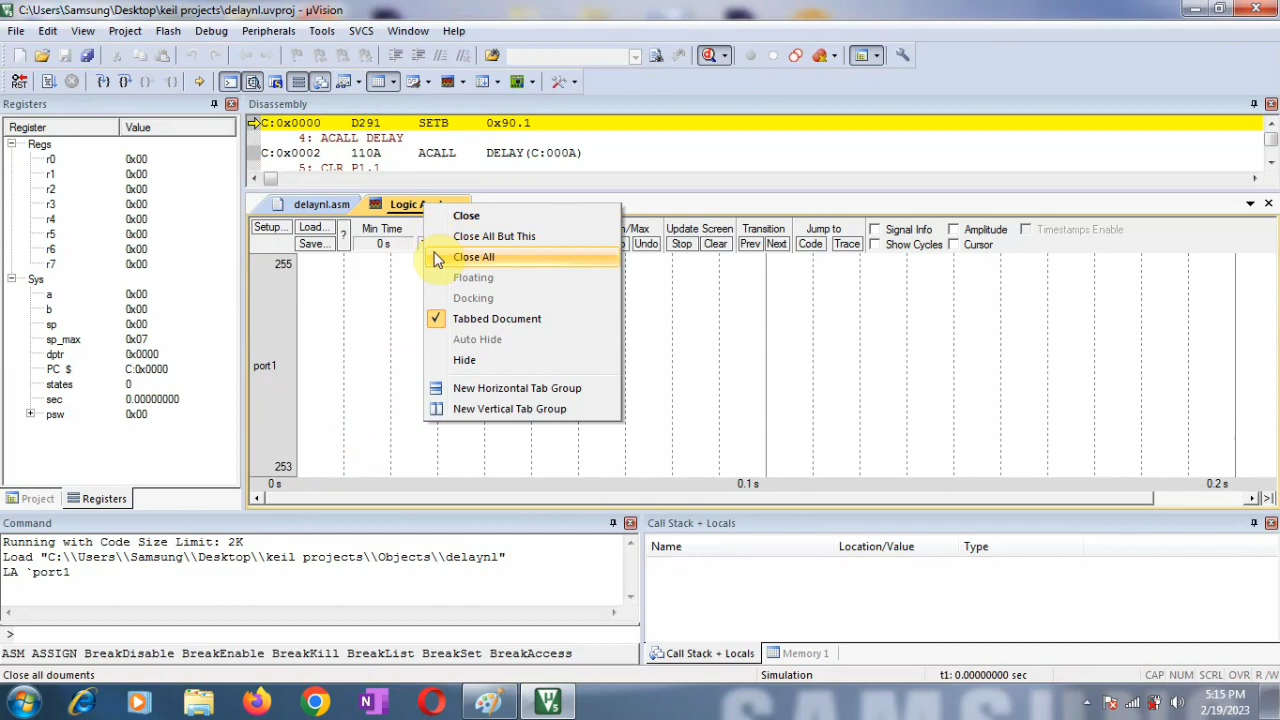 C:\Users\Samsung\Desktop\keil projects\delaynl.uvproj - µVision
File Edit View Project Flash Debug Peripherals Tools SVCS Window Help
Registers
Register Value
Regs
r0 0x00
r1 0x00
r2 0x00
r3 0x00
r4 0x00
r5 0x00
r6 0x00
r7 0x00
Sys
a 0x00
b 0x00
sp 0x07
sp_max 0x07
dptr 0x0000
PC $ C:0x0000
states 0
sec 0.00000000
psw 0x00
Project Registers
Disassembly
C:0x0000 D291 SETB 0x90.1
4: ACALL DELAY
C:0x0002 110A ACALL DELAY(C:000A)
5: CLR P1.1
delaynl.asm Logic
Setup... Load... Min Time /Max Update Screen Transition Jump to Signal Info Amplitude Timestamps Enable
Save... ? 0 s Undo Stop Clear Prev Next Code Trace Show Cycles Cursor
Close
Close All But This
Close All
Floating
Docking
Tabbed Document
Auto Hide
Hide
New Horizontal Tab Group
New Vertical Tab Group
255
port1
253
0 s 0.1 s 0.2 s
Command
Running with Code Size Limit: 2K
Load "C:\\Users\\Samsung\\Desktop\\keil projects\\Objects\\delaynl"
LA `port1
>
ASM ASSIGN BreakDisable BreakEnable BreakKill BreakList BreakSet BreakAccess
Call Stack + Locals
Name Location/Value Type
Call Stack + Locals Memory 1
Close all douments Simulation t1: 0.00000000 sec CAP NUM SCRL OVR R /W
5:15 PM
2/19/2023